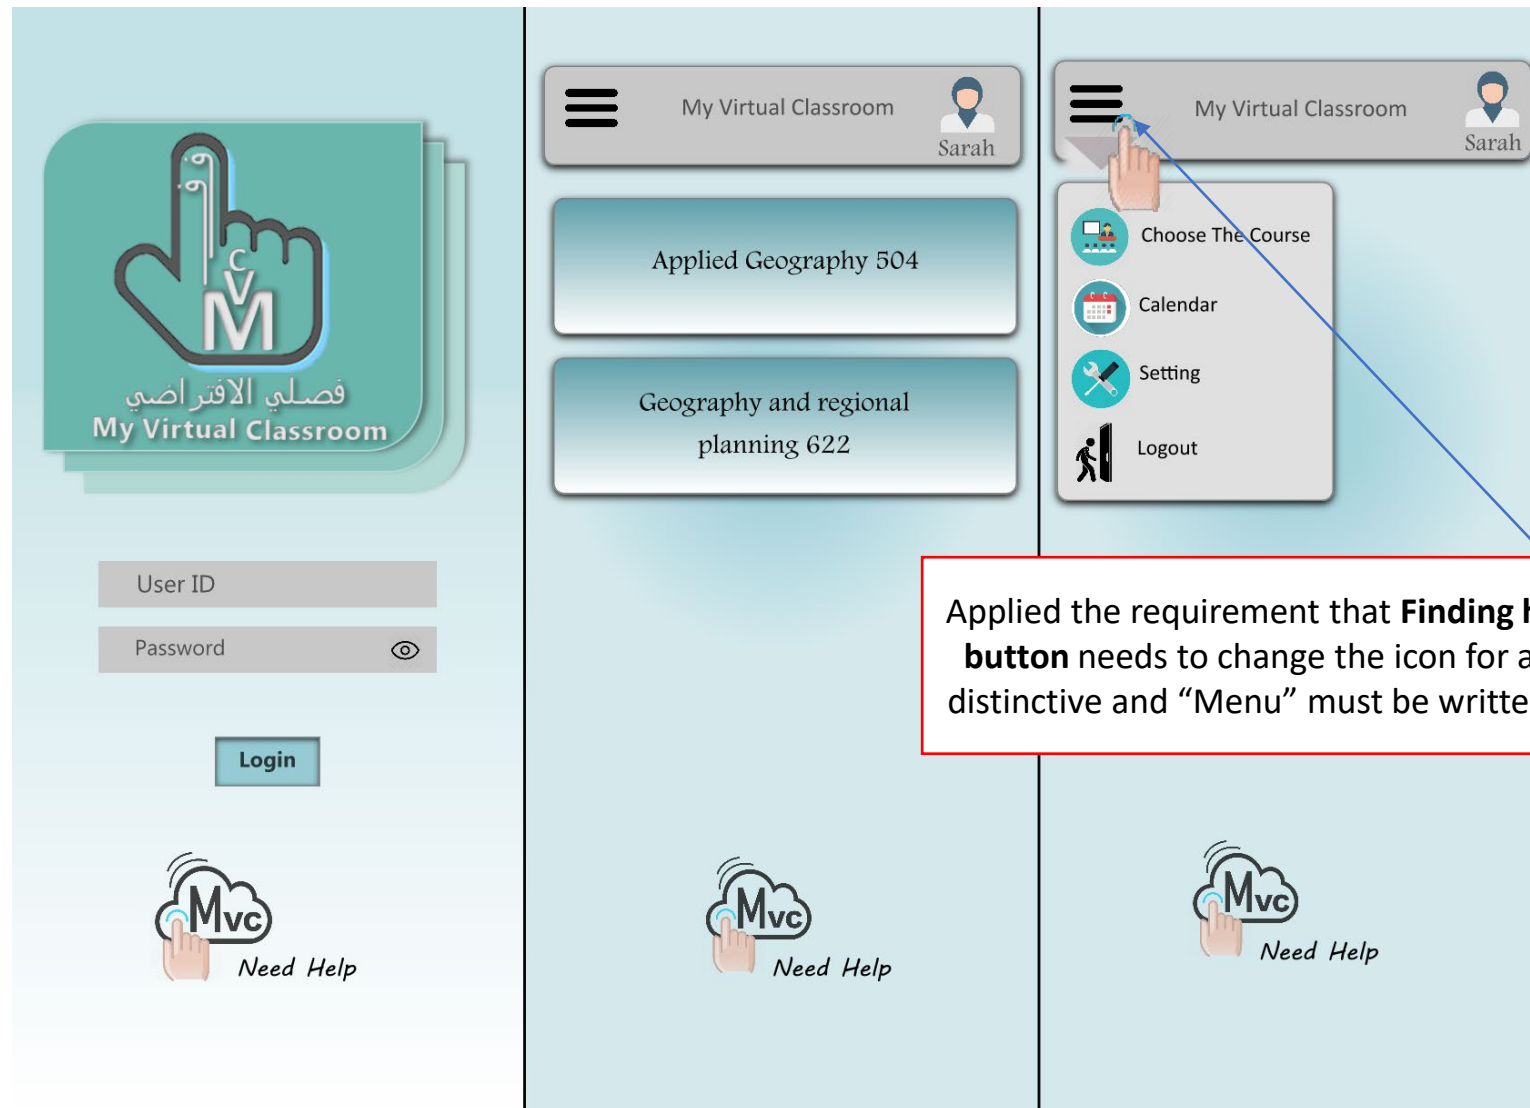 CVM
فصلي الافتراضي
My Virtual Classroom
User ID
Password
Login
Mvc
Need Help
My Virtual Classroom
Sarah
Applied Geography 504
Geography and regional
planning 622
Mvc
Need Help
My Virtual Classroom
Sarah
Choose The Course
Calendar
Setting
Logout
Applied the requirement that Finding
button needs to change the icon for a
distinctive and “Menu” must be
Mvc
Need Help